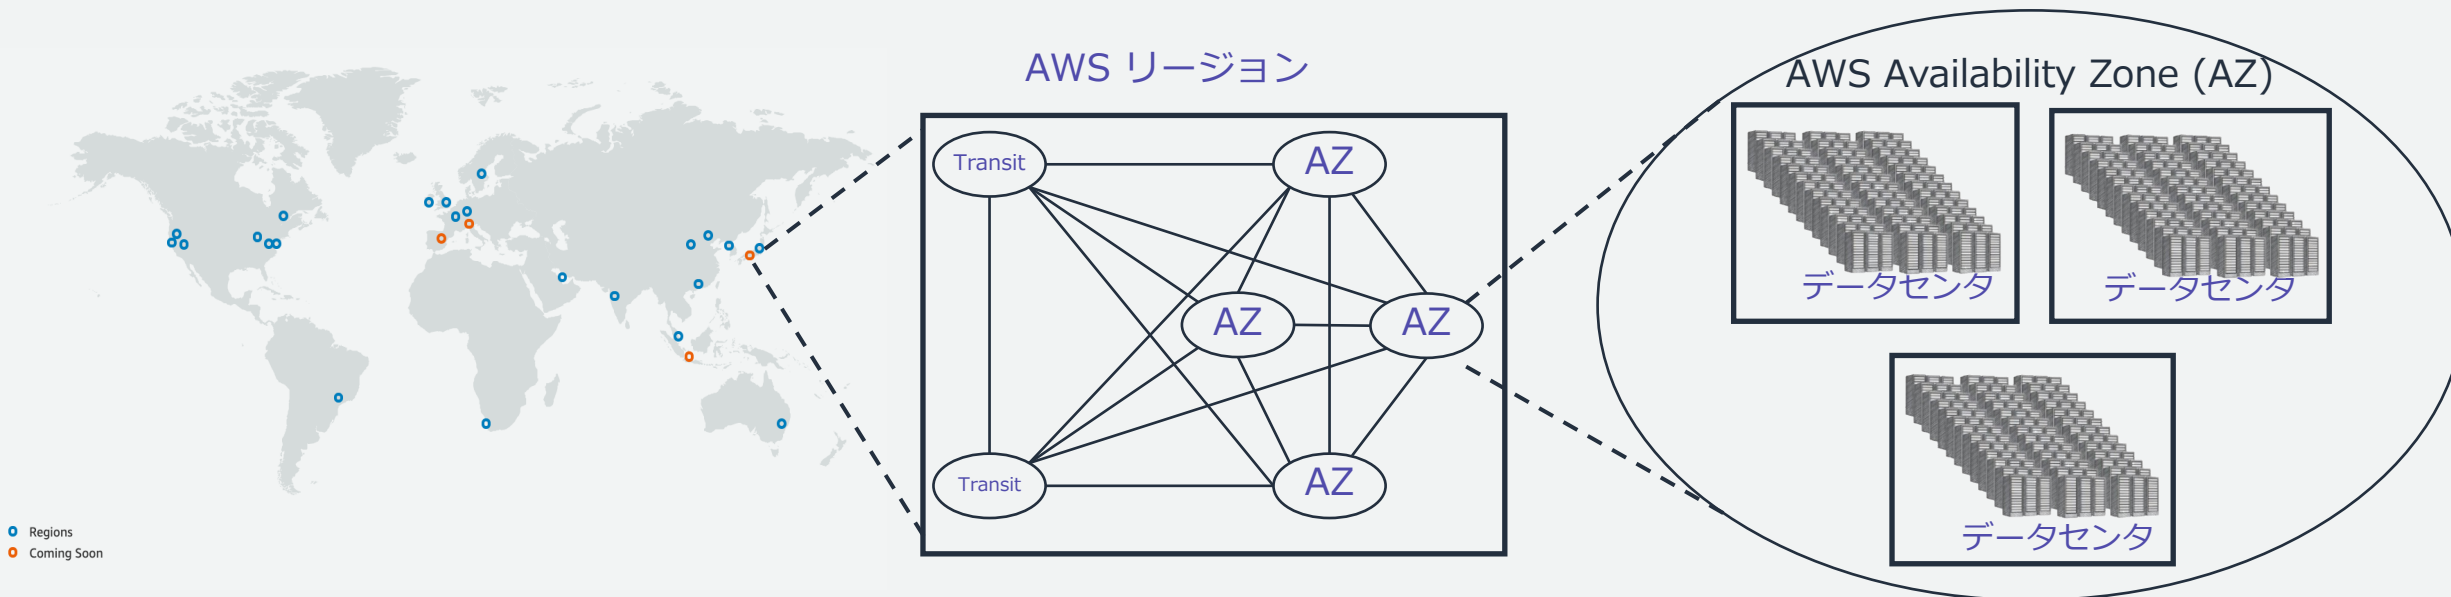 Regions
Coming Soon
AWS リージョン
Transit
AZ
AZ
AZ
Transit
AZ
AWS Availability Zone (AZ)
データセンタ
データセンタ
データセンタ